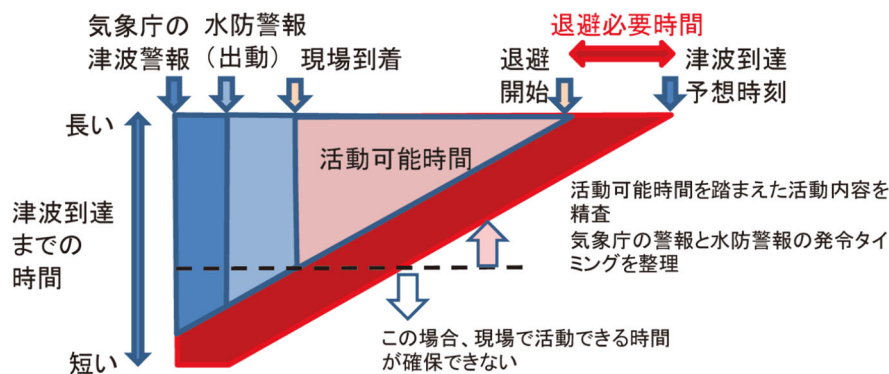 気象庁の
津波警報
水防警報
（出動）
現場到着
退避必要時間
退避
開始
津波到達
予想時刻
長い
津波到達
までの
時間
短い
活動可能時間
活動可能時間を踏まえた活動内容を
精査
気象庁の警報と水防警報の発令タイ
ミングを整理
この場合、現場で活動できる時間
が確保できない